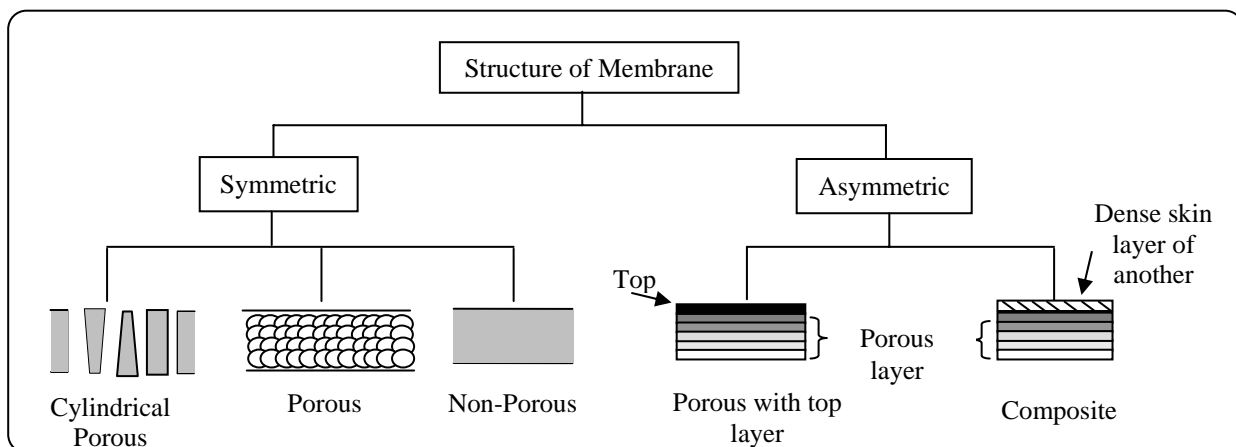 Structure of Membrane
Symmetric
Asymmetric
Dense skin
layer of
another
Top
Porous
layer
Cylindrical
Porous
Porous
Non-Porous
Porous with top
layer
Composite